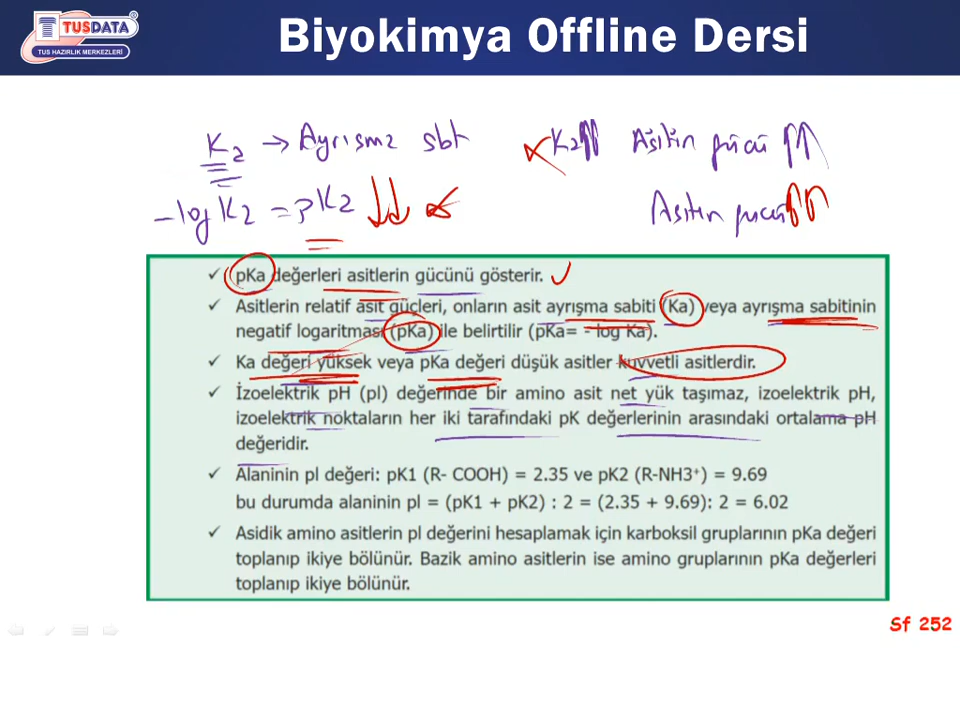 TUSDATA
TUS HAZIRLIK MERKEZLERİ
Biyokimya Offline Dersi
Ka → Ayrışma sbt
Ka Asitin gücü
-log Ka = pKa
Asitin gücü
✓ pKa değerleri asitlerin gücünü gösterir.
✓ Asitlerin relatif asit güçleri, onların asit ayrışma sabiti (Ka) veya ayrışma sabitinin
negatif logaritması (pKa) ile belirtilir (pKa= - log Ka).
✓ Ka değeri yüksek veya pKa değeri düşük asitler kuvvetli asitlerdir.
✓ İzoelektrik pH (pI) değerinde bir amino asit net yük taşımaz, izoelektrik pH,
izoelektrik noktaların her iki tarafındaki pK değerlerinin arasındaki ortalama pH
değeridir.
✓ Alaninin pI değeri: pK1 (R- COOH) = 2.35 ve pK2 (R-NH3⁺) = 9.69
bu durumda alaninin pI = (pK1 + pK2) : 2 = (2.35 + 9.69): 2 = 6.02
✓ Asidik amino asitlerin pI değerini hesaplamak için karboksil gruplarının pKa değeri
toplanıp ikiye bölünür. Bazik amino asitlerin ise amino gruplarının pKa değerleri
toplanıp ikiye bölünür.
Sf 252